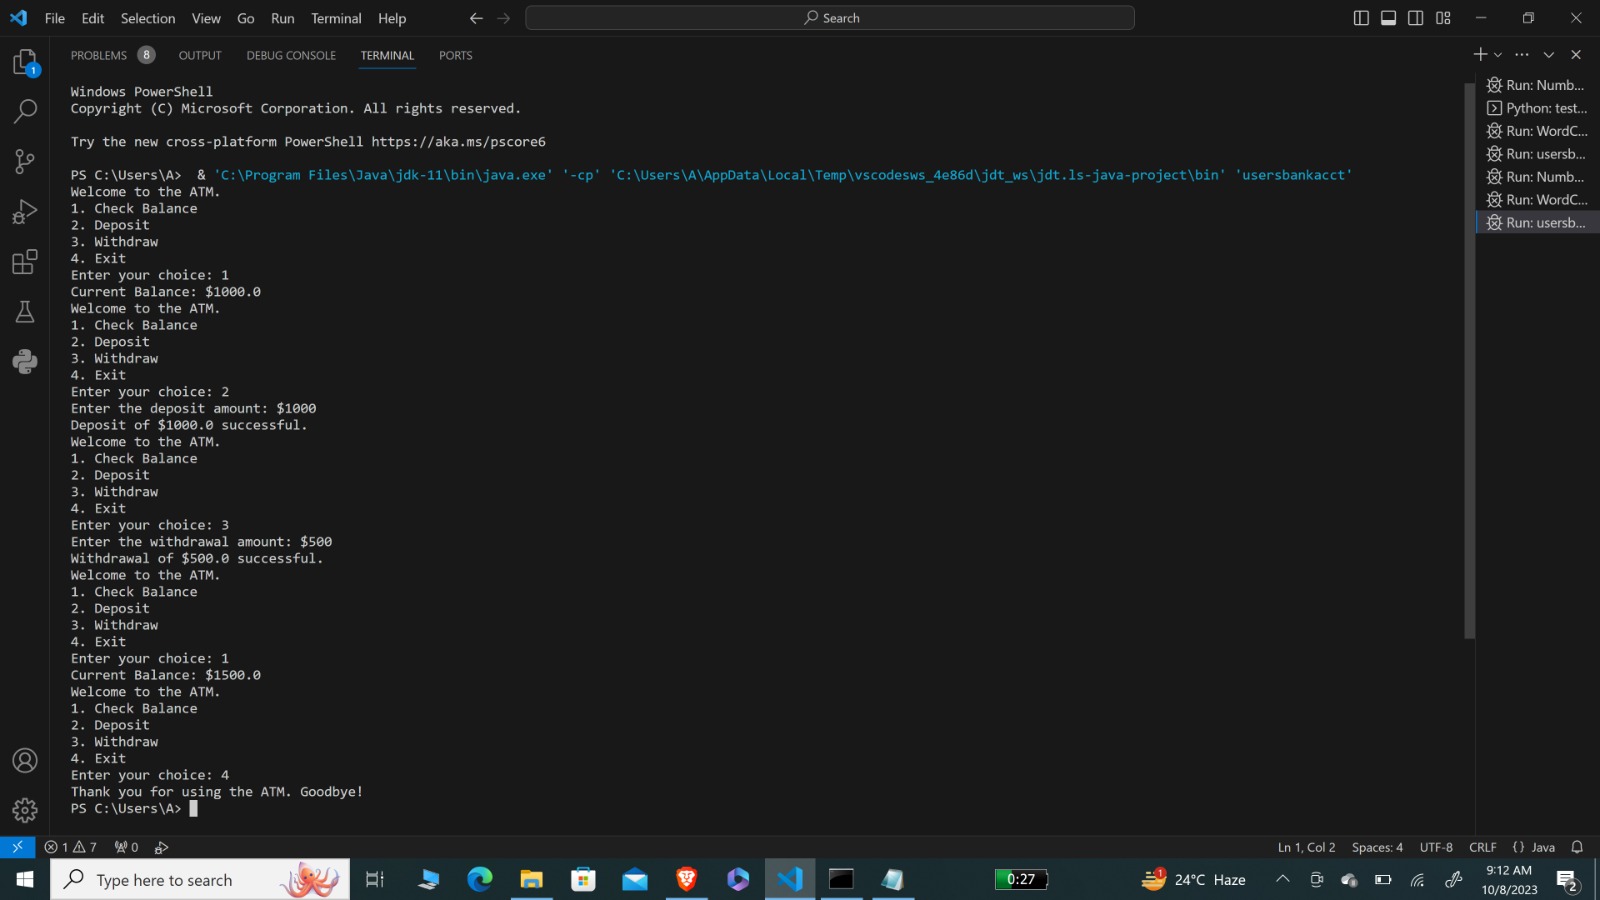 File Edit Selection View Go Run Terminal Help
Search
PROBLEMS 8 OUTPUT DEBUG CONSOLE TERMINAL PORTS
Windows PowerShell
Copyright (C) Microsoft Corporation. All rights reserved.
Try the new cross-platform PowerShell https://aka.ms/pscore6
PS C:\Users\A>  & 'C:\Program Files\Java\jdk-11\bin\java.exe' '-cp' 'C:\Users\A\AppData\Local\Temp\vscodesws_4e86d\jdt_ws\jdt.ls-java-project\bin' 'usersbankacct'
Welcome to the ATM.
1. Check Balance
2. Deposit
3. Withdraw
4. Exit
Enter your choice: 1
Current Balance: $1000.0
Welcome to the ATM.
1. Check Balance
2. Deposit
3. Withdraw
4. Exit
Enter your choice: 2
Enter the deposit amount: $1000
Deposit of $1000.0 successful.
Welcome to the ATM.
1. Check Balance
2. Deposit
3. Withdraw
4. Exit
Enter your choice: 3
Enter the withdrawal amount: $500
Withdrawal of $500.0 successful.
Welcome to the ATM.
1. Check Balance
2. Deposit
3. Withdraw
4. Exit
Enter your choice: 1
Current Balance: $1500.0
Welcome to the ATM.
1. Check Balance
2. Deposit
3. Withdraw
4. Exit
Enter your choice: 4
Thank you for using the ATM. Goodbye!
PS C:\Users\A>
Run: Numb...
Python: test...
Run: WordC...
Run: usersb...
Run: Numb...
Run: WordC...
Run: usersb...
1
1 7 0
Ln 1, Col 2 Spaces: 4 UTF-8 CRLF {} Java
Type here to search
0:27
1
24°C Haze
9:12 AM
10/8/2023
2